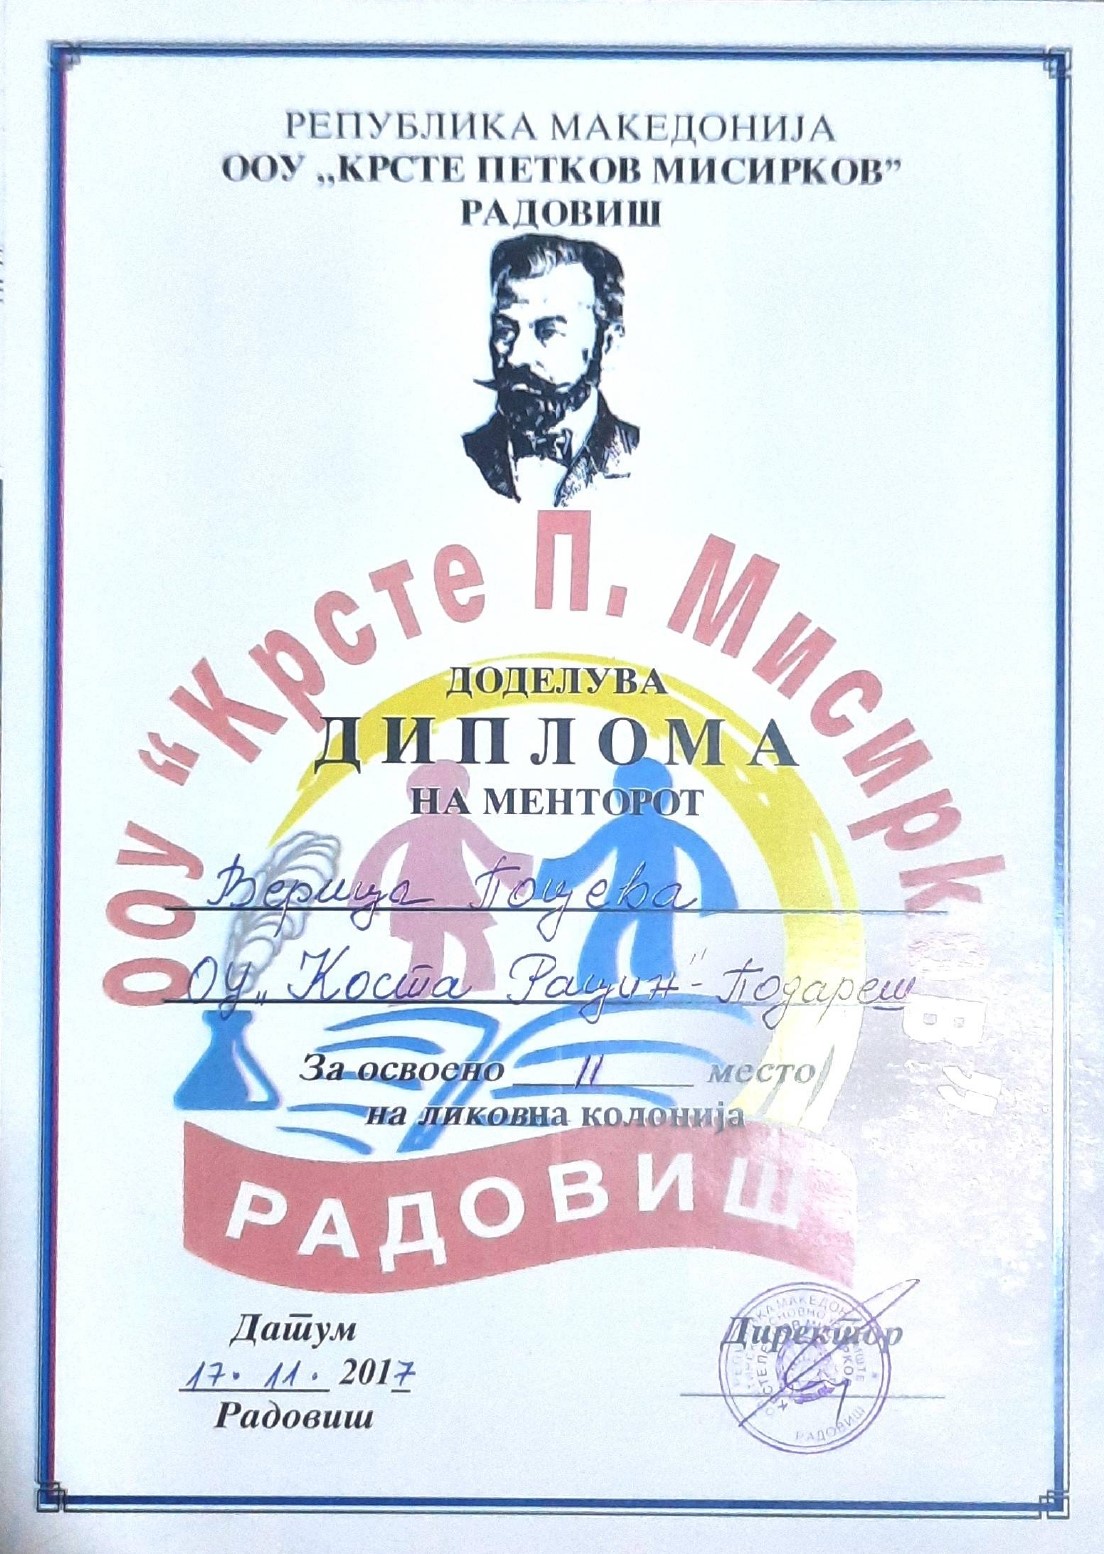 РЕПУБЛИКА МАКЕДОНИЈА
ООУ „КРСТЕ ПЕТКОВ МИСИРКОВ”
РАДОВИШ
ООУ “Крсте П. Мисирков”
ДОДЕЛУВА
ДИПЛОМА
НА МЕНТОРОТ
Верица Поцева
ОУ „Коста Рацин“ - Подареш
За освоено II место
на ликовна колонија
РАДОВИШ
Датум
17. 11. 2017
Радовиш
Директор
РАДОВИШ